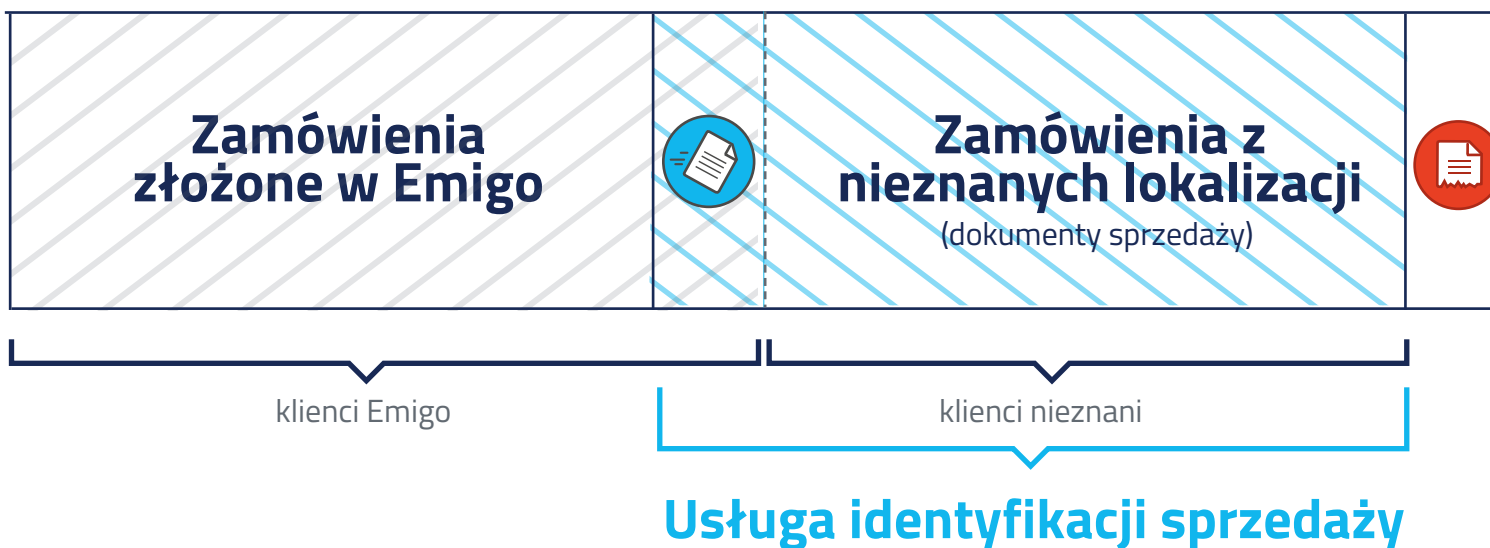 Zamówienia
złożone w Emigo
Zamówienia z
nieznanych lokalizacji
(dokumenty sprzedaży)
klienci Emigo
klienci nieznani
Usługa identyfikacji sprzedaży